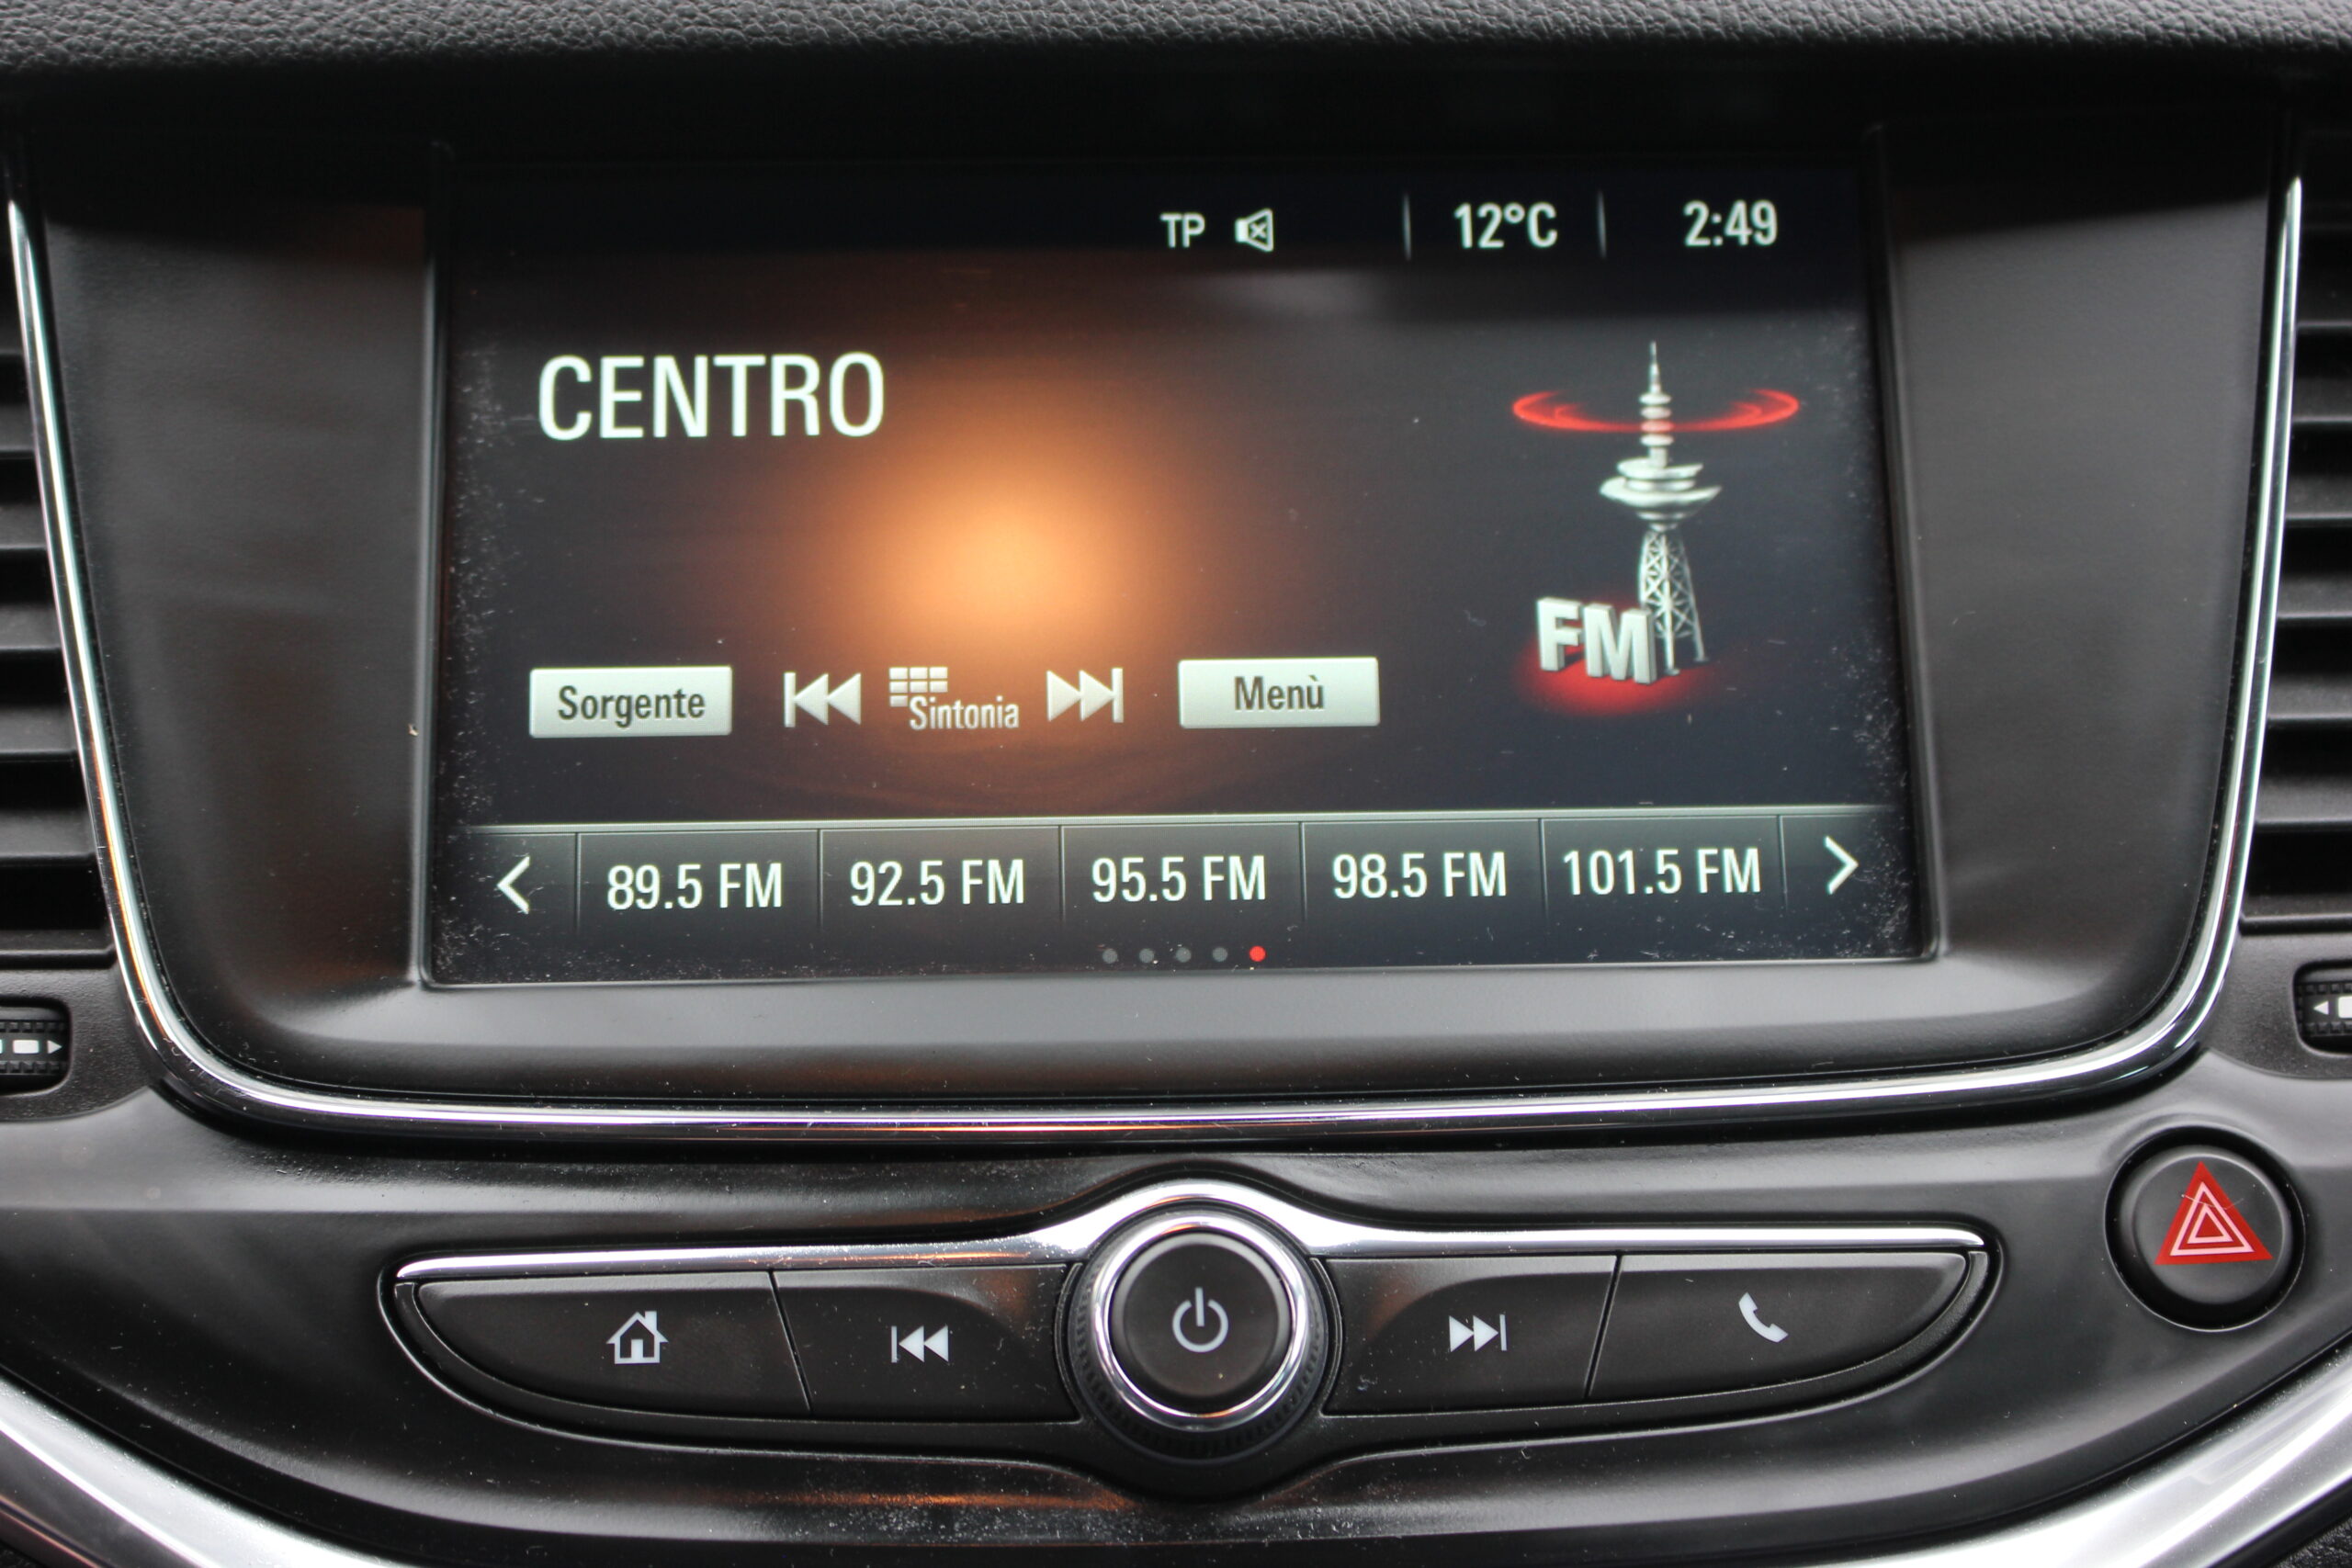 TP 12°C 2:49
CENTRO
FM
Sorgente Sintonia Menù
89.5 FM 92.5 FM 95.5 FM 98.5 FM 101.5 FM